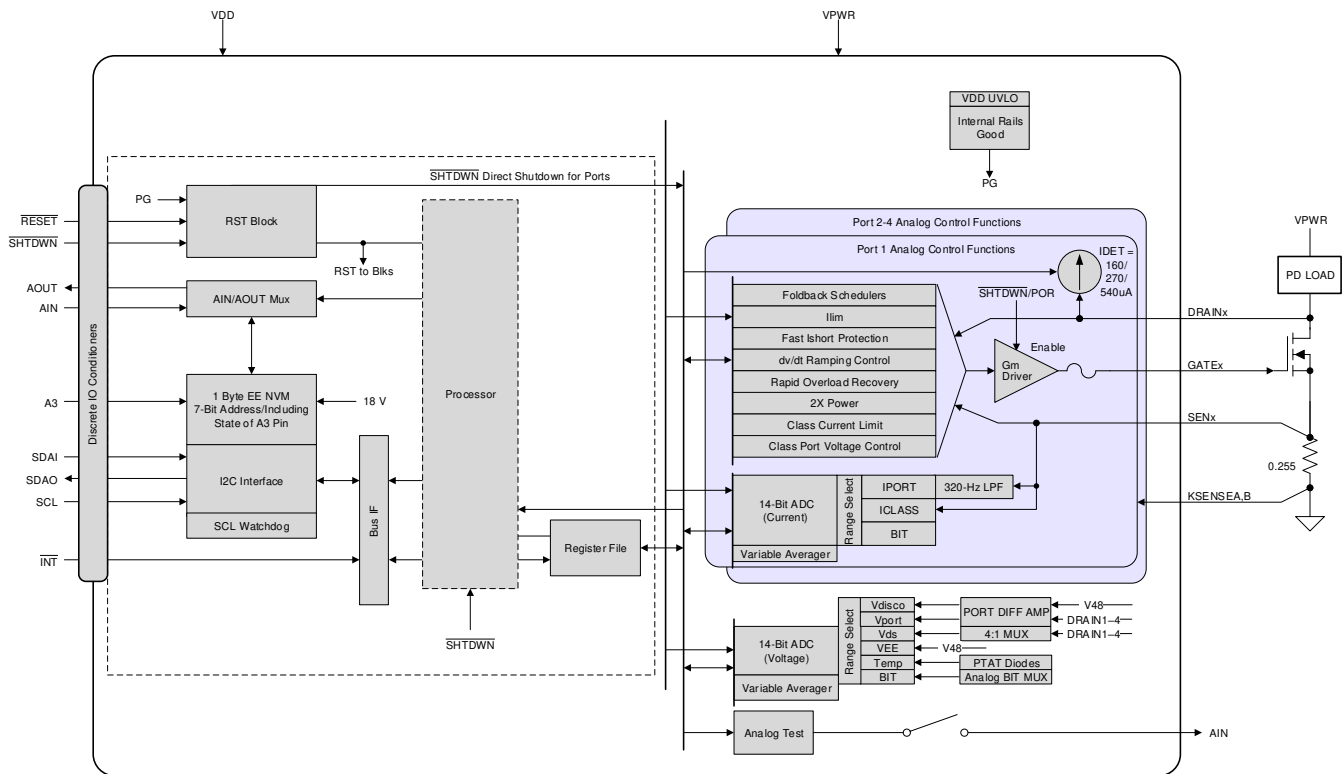 VDD
VPWR
VDD UVLO
Internal Rails
Good
PG
SHTDWN Direct Shutdown for Ports
PG
RST Block
RESET
SHTDWN
RST to Blks
AOUT
AIN
AIN/AOUT Mux
Discrete IO Conditioners
A3
1 Byte EE NVM
7-Bit Address/Including
State of A3 Pin
18 V
SDAI
SDAO
SCL
I2C Interface
SCL Watchdog
INT
Bus IF
Processor
SHTDWN
Register File
Port 2-4 Analog Control Functions
Port 1 Analog Control Functions
IDET =
160/
270/
540uA
SHTDWN/POR
Foldback Schedulers
Ilim
Fast Ishort Protection
dv/dt Ramping Control
Rapid Overload Recovery
2X Power
Class Current Limit
Class Port Voltage Control
Enable
Gm
Driver
VPWR
PD LOAD
DRAINx
GATEx
SENx
0.255
KSENSEA,B
14-Bit ADC
(Current)
Variable Averager
Range Select
IPORT
320-Hz LPF
ICLASS
BIT
14-Bit ADC
(Voltage)
Variable Averager
Range Select
Vdisco
Vport
Vds
VEE
Temp
BIT
PORT DIFF AMP
4:1 MUX
V48
DRAIN1–4
DRAIN1–4
V48
PTAT Diodes
Analog BIT MUX
Analog Test
AIN